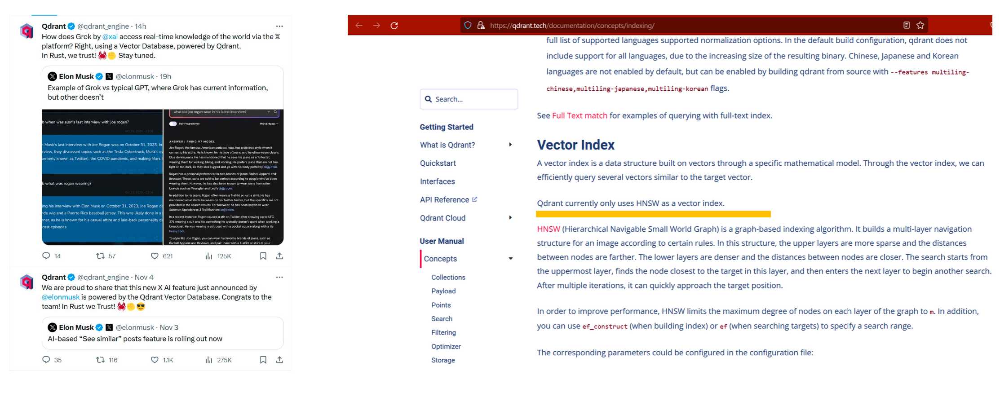 Qdrant @qdrant_engine · 14h
How does Grok by @xai access real-time knowledge of the world via the 𝕏
platform? Right, using a Vector Database, powered by Qdrant.
In Rust, we trust! 🦀✊ Stay tuned.
Elon Musk @elonmusk · 19h
Example of Grok vs typical GPT, where Grok has current information,
but other doesn't
b when was elon's last interview with joe rogan?
Oct 31, 2023 - 23:06
n Musk's last interview with Joe Rogan was on October 31, 2023. In
rview, they discussed topics such as the Tesla Cybertruck, Musk's ow
ormerly known as Twitter), the COVID pandemic, and making Mars h
b what was rogan wearing?
Oct 31, 2023 - 23:06
ing his interview with Elon Musk on October 31, 2023, Joe Rogan do
nde wig and a Puerto Rico baseball jersey. This was likely done in a
nner, as he is known for his casual attire and laid-back personality du
cast episodes.
what did joe rogan wear in his latest interview?
Pair Programmer
Phind Model
ANSWER | PHIND V7 MODEL
Joe Rogan, the famous American podcast host, has a distinct style when it
comes to his attire. He is known for his love of jeans, and he often wears classic
blue denim jeans. He has mentioned that he sees his jeans as a "trifecta",
wearing them for walking, hiking, and working. He prefers jeans that are not too
light or too dark, as they look rugged and go with his body perfectly dejjy.com.
Rogan has a personal preference for two brands of jeans: Barbell Apparel and
Revtown. These jeans are said to be perfect according to people who've been
wearing them. However, he has also been known to wear jeans from other
brands such as Wrangler and Levi's dejjy.com.
In addition to his jeans, Rogan often wears a T-shirt or just a shirt. He has
mentioned what shirts he wears on his Twitter before, but the specifics are not
provided in the search results. For footwear, he has been known to wear
Salomon Speedcross 3 Trail Runners dejjy.com.
In a recent instance, Rogan caused a stir on Twitter after showing up to UFC
276 wearing a suit and tie, something he typically doesn't sport when working a
broadcast. He was wearing a suit coat with a pocket square along with a tie
heavy.com.
To style like Joe Rogan, you can wear his favorite brands of jeans, such as
Barbell Apparel and Revtown, and pair them with a T-shirt or shirt of your
14 57 621 125K
Qdrant @qdrant_engine · Nov 4
We are proud to share that this new X AI feature just announced by
@elonmusk is powered by the Qdrant Vector Database. Congrats to the
team! In Rust we Trust! 🦀✊😎
Elon Musk @elonmusk · Nov 3
AI-based “See similar” posts feature is rolling out now
35 116 1.1K 275K
https://qdrant.tech/documentation/concepts/indexing/
Search...
Getting Started
What is Qdrant?
Quickstart
Interfaces
API Reference
Qdrant Cloud
User Manual
Concepts
Collections
Payload
Points
Search
Filtering
Optimizer
Storage
full list of supported languages supported normalization options. In the default build configuration, qdrant does not
include support for all languages, due to the increasing size of the resulting binary. Chinese, Japanese and Korean
languages are not enabled by default, but can be enabled by building qdrant from source with --features multiling-
chinese,multiling-japanese,multiling-korean flags.
See Full Text match for examples of querying with full-text index.
Vector Index
A vector index is a data structure built on vectors through a specific mathematical model. Through the vector index, we can
efficiently query several vectors similar to the target vector.
Qdrant currently only uses HNSW as a vector index.
HNSW (Hierarchical Navigable Small World Graph) is a graph-based indexing algorithm. It builds a multi-layer navigation
structure for an image according to certain rules. In this structure, the upper layers are more sparse and the distances
between nodes are farther. The lower layers are denser and the distances between nodes are closer. The search starts from
the uppermost layer, finds the node closest to the target in this layer, and then enters the next layer to begin another search.
After multiple iterations, it can quickly approach the target position.
In order to improve performance, HNSW limits the maximum degree of nodes on each layer of the graph to m. In addition,
you can use ef_construct (when building index) or ef (when searching targets) to specify a search range.
The corresponding parameters could be configured in the configuration file: